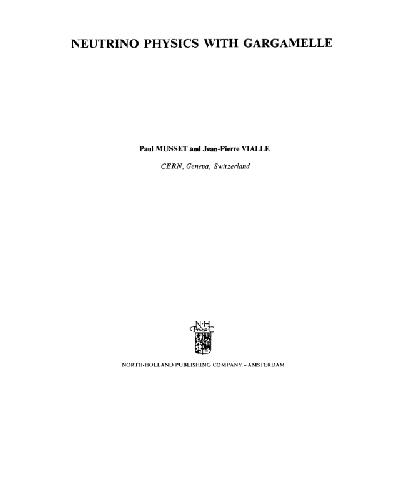 NEUTRINO PHYSICS WITH GARGAMELLE
Paul MUSSET and Jean-Pierre VIALLE
CERN, Geneva, Switzerland
NORTH-HOLLAND PUBLISHING COMPANY – AMSTERDAM